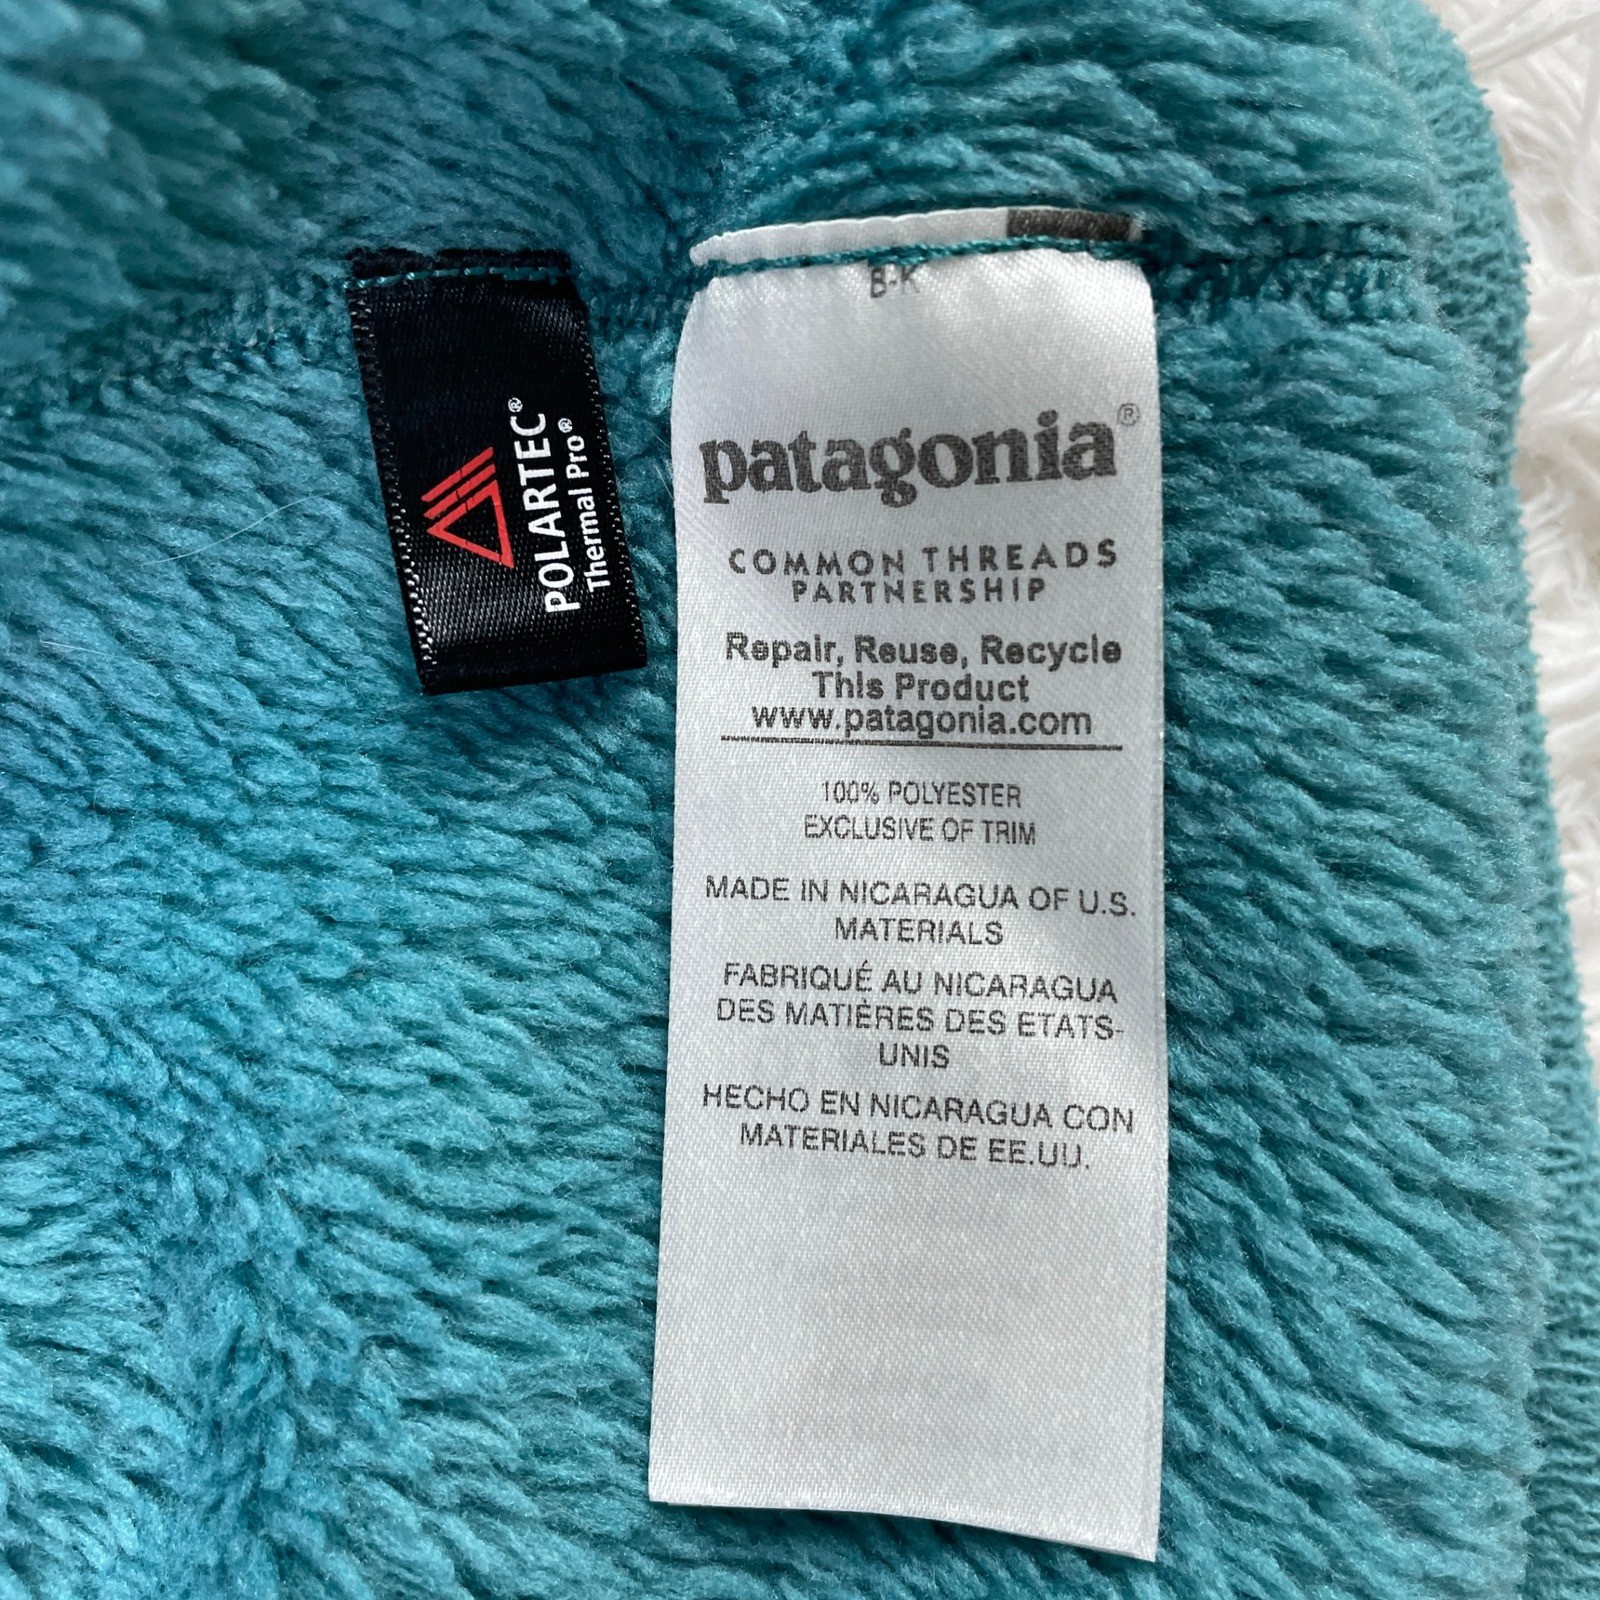 POLARTEC®
Thermal Pro®
B-K
patagonia®
COMMON THREADS
PARTNERSHIP
Repair, Reuse, Recycle
This Product
www.patagonia.com
100% POLYESTER
EXCLUSIVE OF TRIM
MADE IN NICARAGUA OF U.S.
MATERIALS
FABRIQUÉ AU NICARAGUA
DES MATIÈRES DES ETATS-
UNIS
HECHO EN NICARAGUA CON
MATERIALES DE EE.UU.